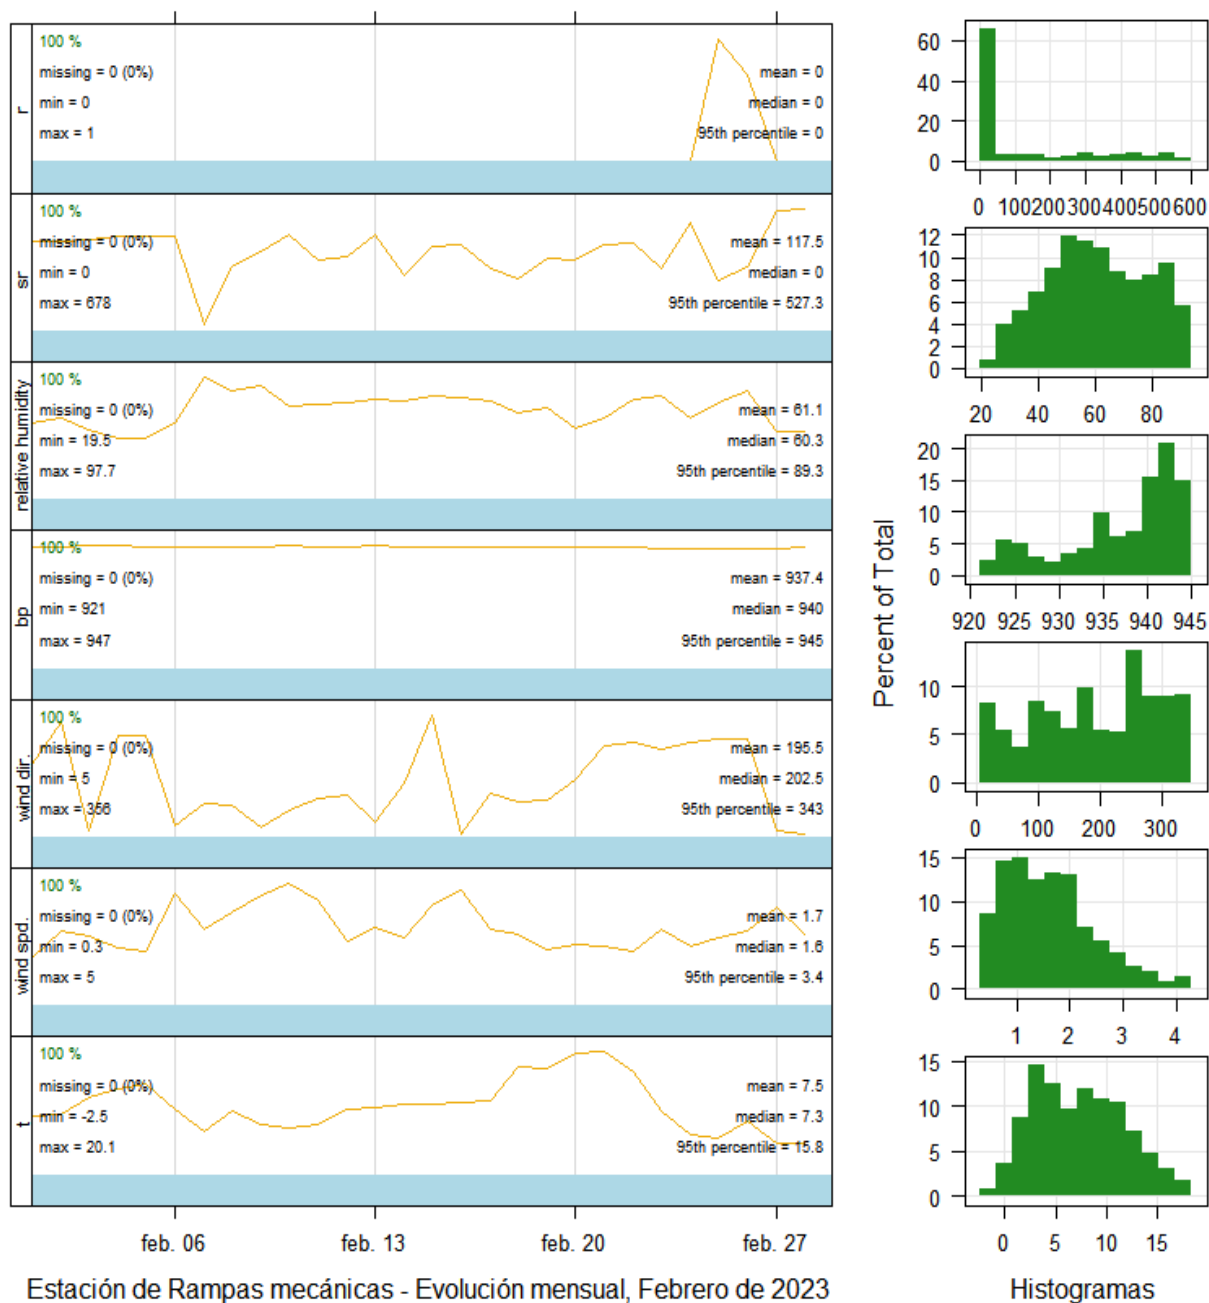 r
100 %
missing = 0 (0%)
min = 0
max = 1
mean = 0
median = 0
95th percentile = 0
sr
100 %
missing = 0 (0%)
min = 0
max = 678
mean = 117.5
median = 0
95th percentile = 527.3
relative humidity
100 %
missing = 0 (0%)
min = 19.5
max = 97.7
mean = 61.1
median = 60.3
95th percentile = 89.3
bp
100 %
missing = 0 (0%)
min = 921
max = 947
mean = 937.4
median = 940
95th percentile = 945
wind dir.
100 %
missing = 0 (0%)
min = 5
max = 356
mean = 195.5
median = 202.5
95th percentile = 343
wind spd.
100 %
missing = 0 (0%)
min = 0.3
max = 5
mean = 1.7
median = 1.6
95th percentile = 3.4
t
100 %
missing = 0 (0%)
min = -2.5
max = 20.1
mean = 7.5
median = 7.3
95th percentile = 15.8
feb. 06 feb. 13 feb. 20 feb. 27
Estación de Rampas mecánicas - Evolución mensual, Febrero de 2023
Percent of Total
60
40
20
0
0 100 200 300 400 500 600
12
10
8
6
4
2
0
20 40 60 80
20
15
10
5
0
920 925 930 935 940 945
10
5
0
0 100 200 300
15
10
5
0
1 2 3 4
15
10
5
0
0 5 10 15
Histogramas